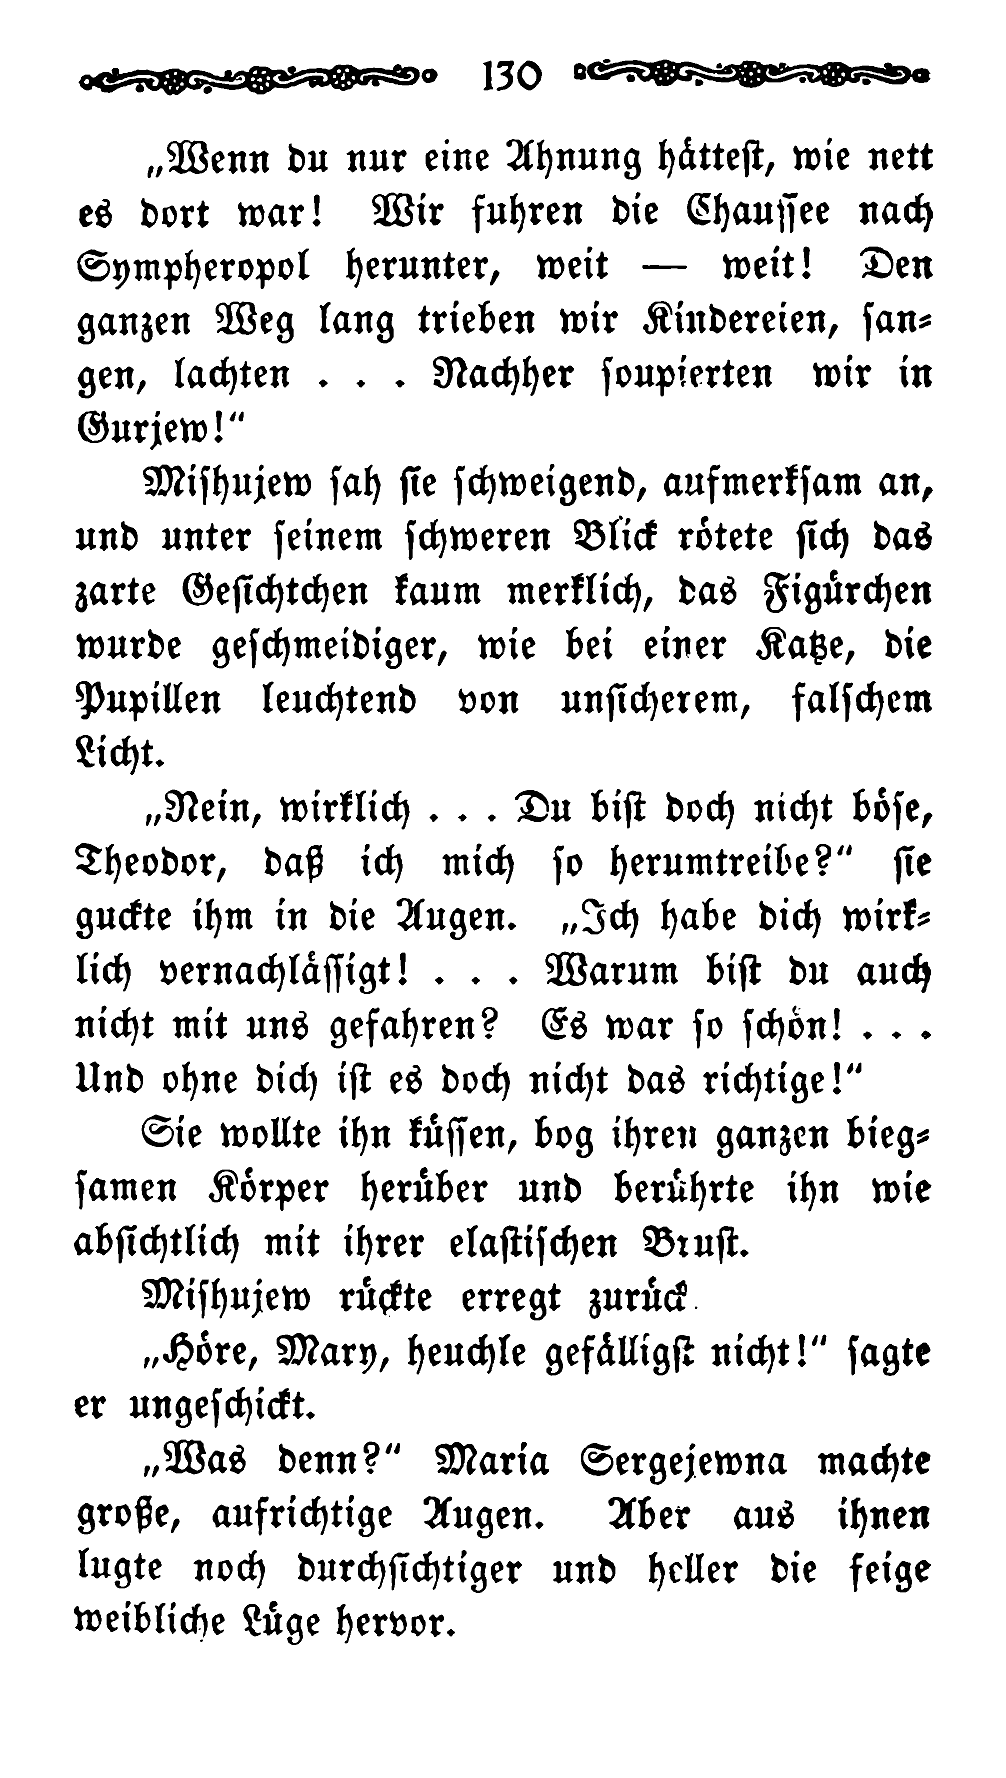 130
„Wenn du nur eine Ahnung hätteſt, wie nett
es dort war! Wir fuhren die Chauſſee nach
Sympheropol herunter, weit — weit! Den
ganzen Weg lang trieben wir Kindereien, ſan⸗
gen, lachten . . . Nachher ſoupierten wir in
Gurjew!“
Miſhujew ſah ſie ſchweigend, aufmerkſam an,
und unter ſeinem ſchweren Blick rötete ſich das
zarte Geſichtchen kaum merklich, das Figürchen
wurde geſchmeidiger, wie bei einer Katze, die
Pupillen leuchtend von unſicherem, falſchem
Licht.
„Nein, wirklich . . . Du biſt doch nicht böſe,
Theodor, daß ich mich ſo herumtreibe?“ ſie
guckte ihm in die Augen. „Ich habe dich wirk⸗
lich vernachläſſigt! . . . Warum biſt du auch
nicht mit uns gefahren? Es war ſo ſchön! . . .
Und ohne dich iſt es doch nicht das richtige!“
Sie wollte ihn küſſen, bog ihren ganzen bieg⸗
ſamen Körper herüber und berührte ihn wie
abſichtlich mit ihrer elaſtiſchen Bruſt.
Miſhujew rückte erregt zurück.
„Höre, Mary, heuchle gefälligſt nicht!“ ſagte
er ungeſchickt.
„Was denn?“ Maria Sergejewna machte
große, aufrichtige Augen. Aber aus ihnen
lugte noch durchſichtiger und heller die feige
weibliche Lüge hervor.